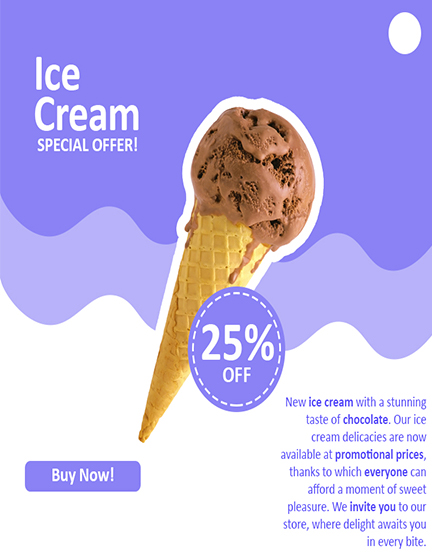 Ice
Cream
SPECIAL OFFER!
25%
OFF
New ice cream with a stunning
taste of chocolate. Our ice
cream delicacies are now
available at promotional prices,
thanks to which everyone can
afford a moment of sweet
pleasure. We invite you to our
store, where delight awaits you
in every bite.
Buy Now!